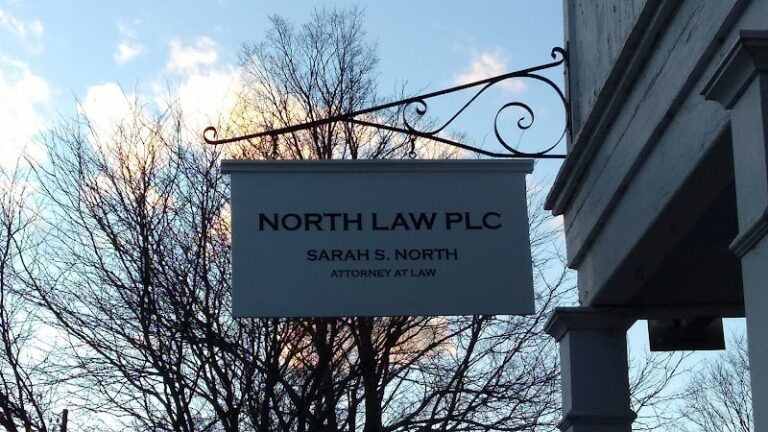 NORTH LAW PLC
SARAH S. NORTH
ATTORNEY AT LAW